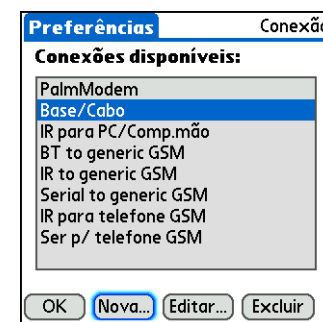 Preferências Conexão
Conexões disponíveis:
PalmModem
Base/Cabo
IR para PC/Comp.mão
BT to generic GSM
IR to generic GSM
Serial to generic GSM
IR para telefone GSM
Ser p/ telefone GSM
OK Nova... Editar... Excluir